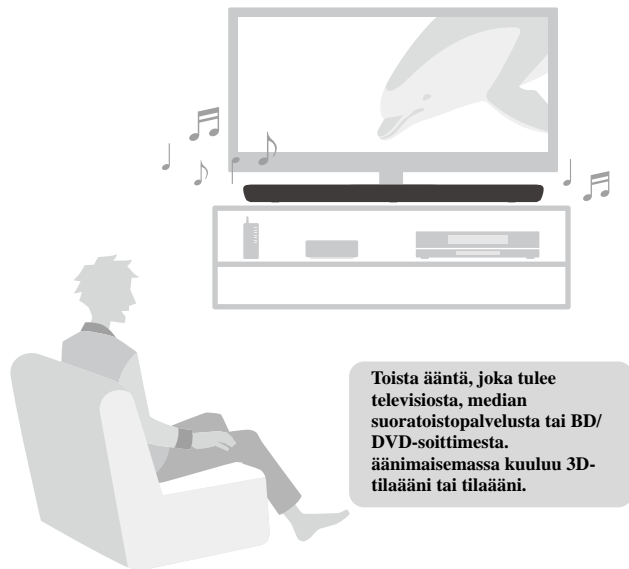 Toista ääntä, joka tulee
televisiosta, median
suoratoistopalvelusta tai BD/
DVD-soittimesta.
äänimaisemassa kuuluu 3D-
tilaääni tai tilaääni.